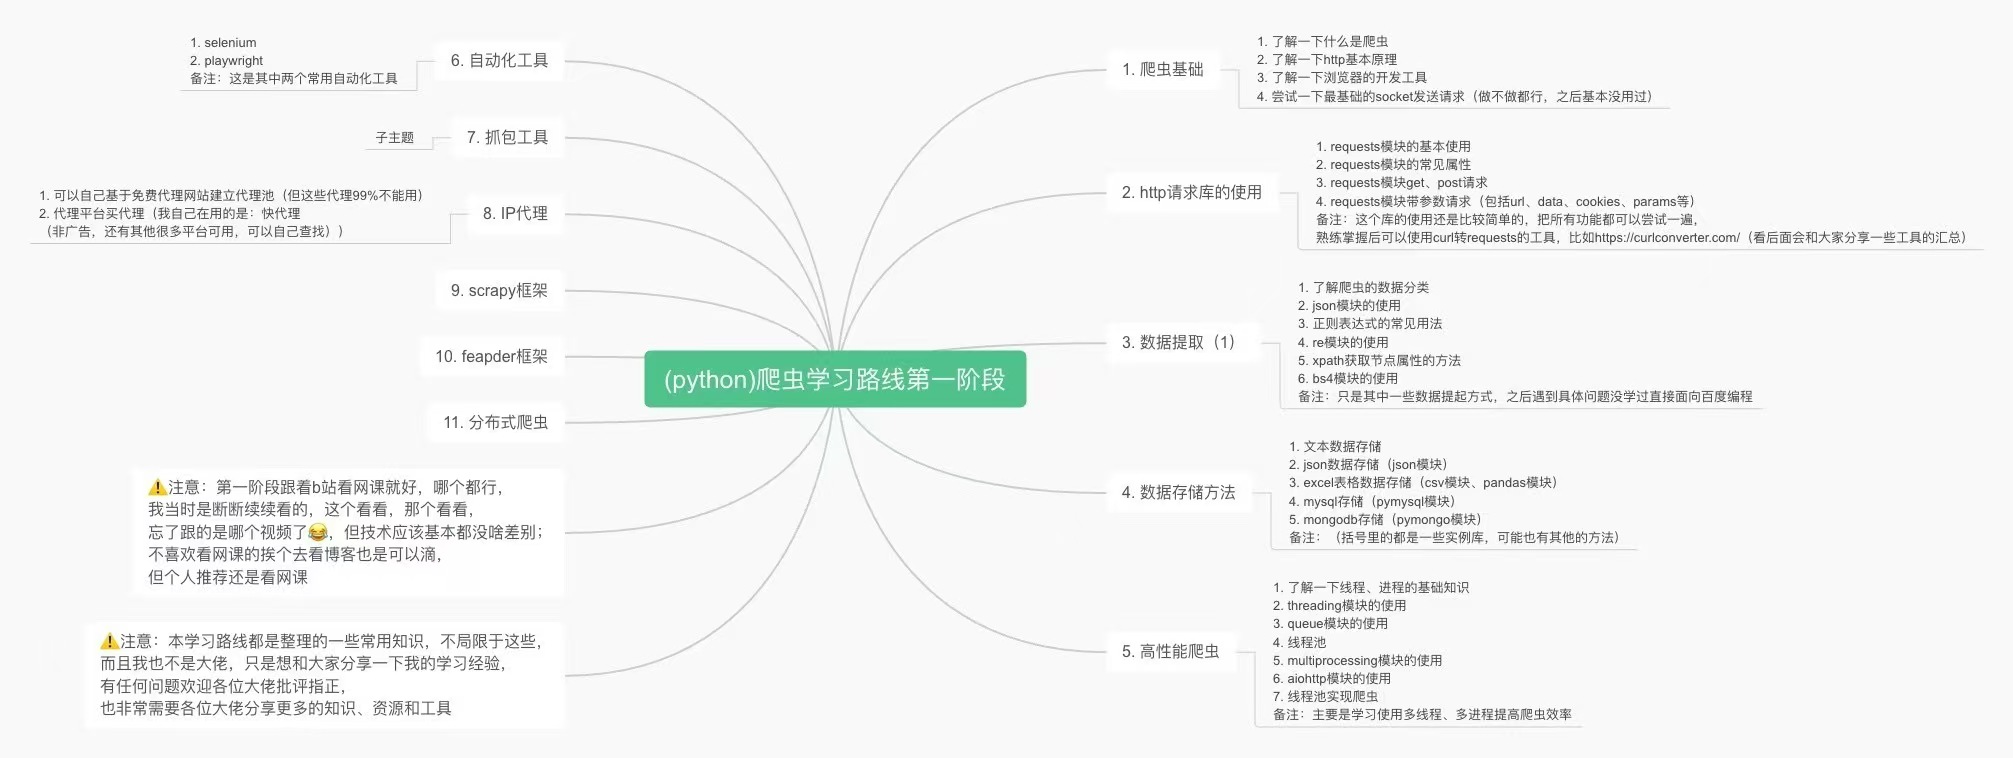 (python)爬虫学习路线第一阶段
1. 爬虫基础
1. 了解一下什么是爬虫
2. 了解一下http基本原理
3. 了解一下浏览器的开发工具
4. 尝试一下最基础的socket发送请求（做不做都行，之后基本没用过）
2. http请求库的使用
1. requests模块的基本使用
2. requests模块的常见属性
3. requests模块get、post请求
4. requests模块带参数请求（包括url、data、cookies、params等）
备注：这个库的使用还是比较简单的，把所有功能都可以尝试一遍，
熟练掌握后可以使用curl转requests的工具，比如https://curlconverter.com/（看后面会和大家分享一些工具的汇总）
3. 数据提取（1）
1. 了解爬虫的数据分类
2. json模块的使用
3. 正则表达式的常见用法
4. re模块的使用
5. xpath获取节点属性的方法
6. bs4模块的使用
备注：只是其中一些数据提起方式，之后遇到具体问题没学过直接面向百度编程
4. 数据存储方法
1. 文本数据存储
2. json数据存储（json模块）
3. excel表格数据存储（csv模块、pandas模块）
4. mysql存储（pymysql模块）
5. mongodb存储（pymongo模块）
备注：（括号里的都是一些实例库，可能也有其他的方法）
5. 高性能爬虫
1. 了解一下线程、进程的基础知识
2. threading模块的使用
3. queue模块的使用
4. 线程池
5. multiprocessing模块的使用
6. aiohttp模块的使用
7. 线程池实现爬虫
备注：主要是学习使用多线程、多进程提高爬虫效率
6. 自动化工具
1. selenium
2. playwright
备注：这是其中两个常用自动化工具
7. 抓包工具
子主题
8. IP代理
1. 可以自己基于免费代理网站建立代理池（但这些代理99%不能用）
2. 代理平台买代理（我自己在用的是：快代理
（非广告，还有其他很多平台可用，可以自己查找））
9. scrapy框架
10. feapder框架
11. 分布式爬虫
⚠️注意：第一阶段跟着b站看网课就好，哪个都行，
我当时是断断续续看的，这个看看，那个看看，
忘了跟的是哪个视频了😂，但技术应该基本都没啥差别；
不喜欢看网课的挨个去看博客也是可以滴，
但个人推荐还是看网课
⚠️注意：本学习路线都是整理的一些常用知识，不局限于这些，
而且我也不是大佬，只是想和大家分享一下我的学习经验，
有任何问题欢迎各位大佬批评指正，
也非常需要各位大佬分享更多的知识、资源和工具